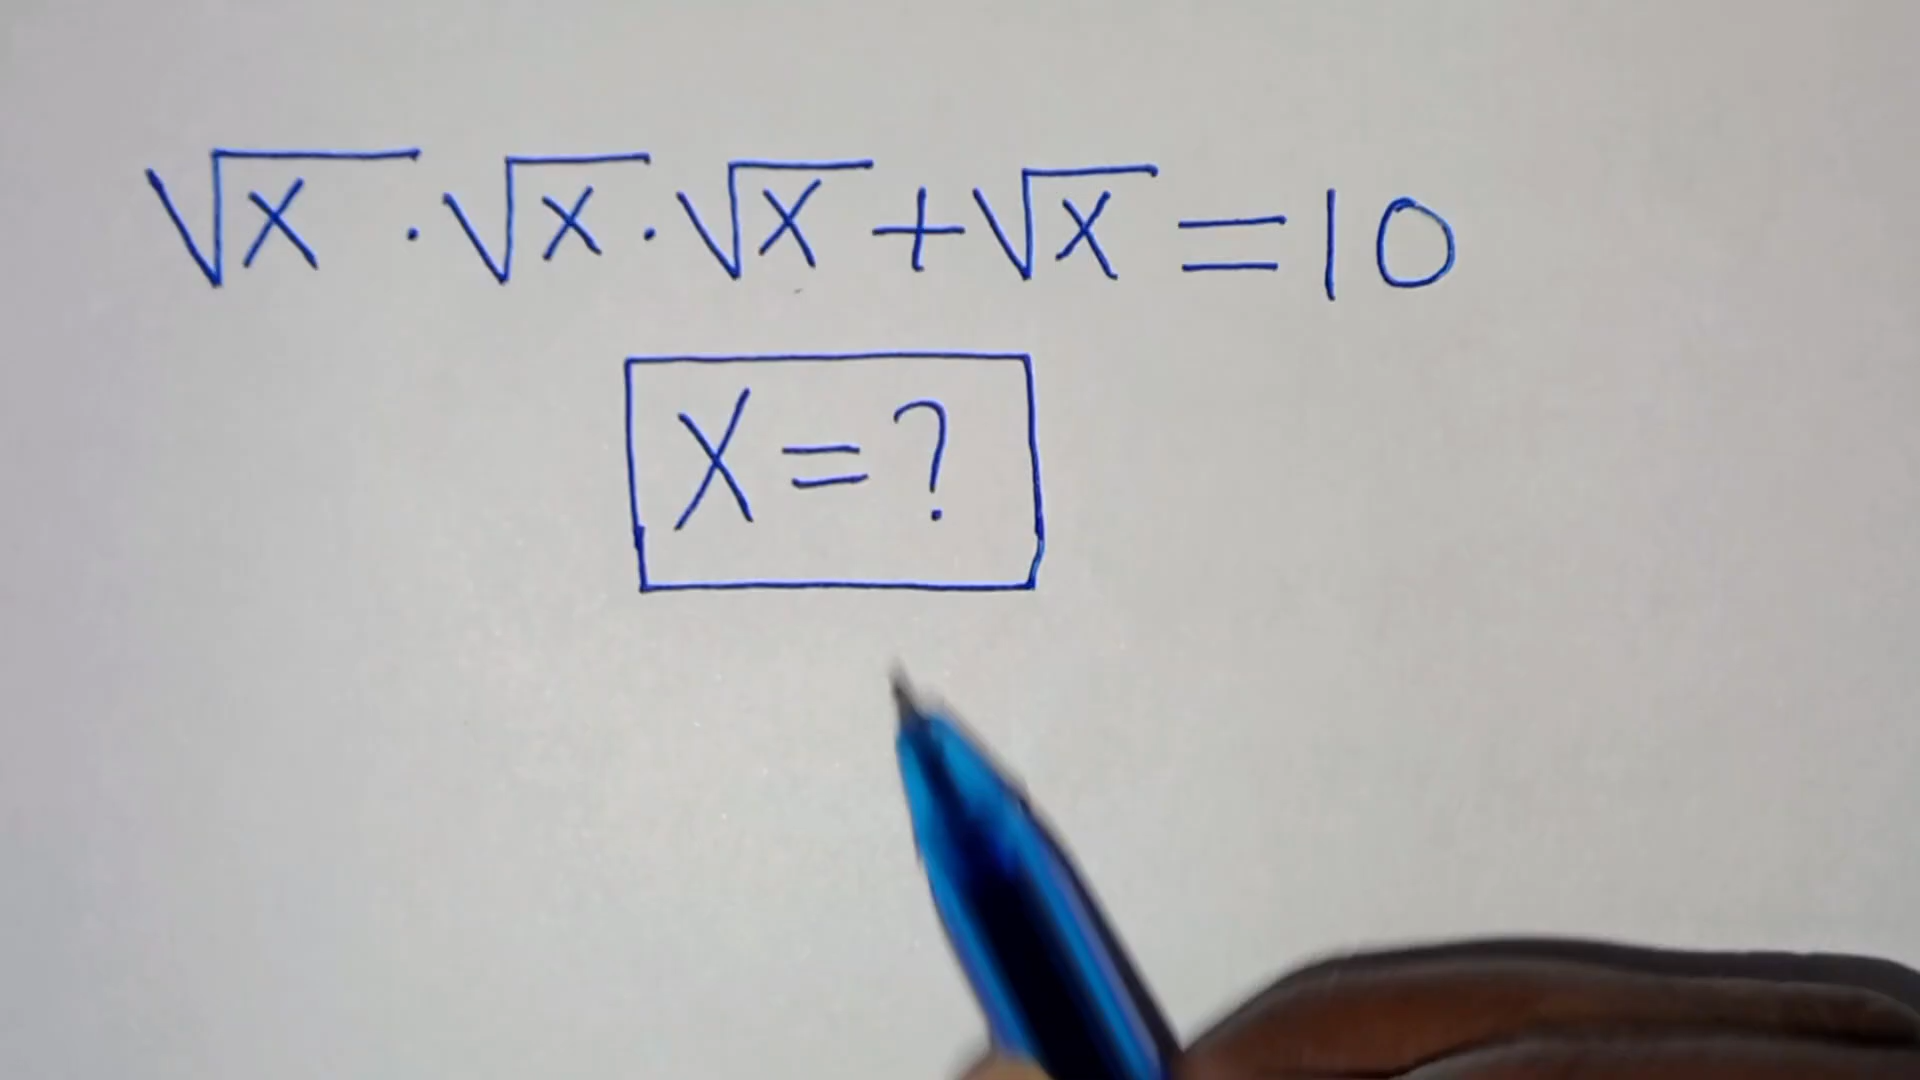 √x · √x · √x + √x = 10
X = ?